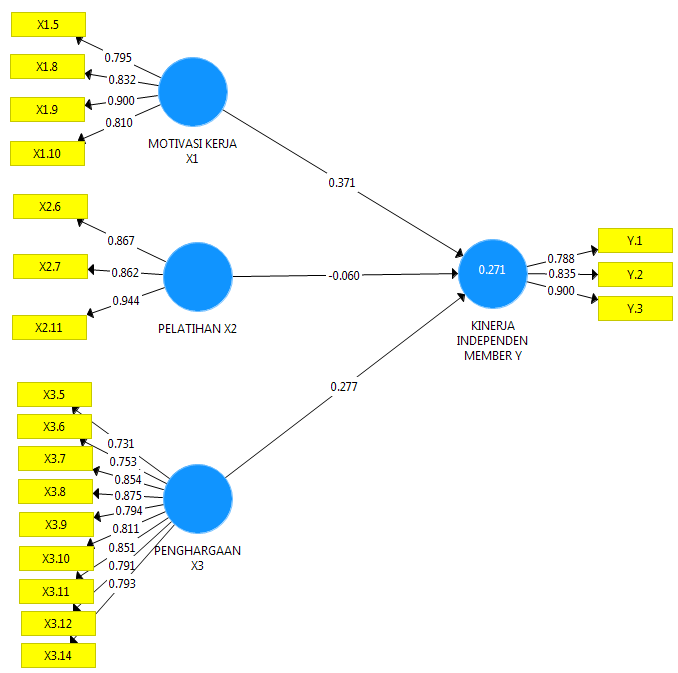 X1.5
0.795
X1.8
0.832
X1.9
0.900
X1.10
0.810
MOTIVASI KERJA
X1
0.371
X2.6
0.867
X2.7
0.862
X2.11
0.944
PELATIHAN X2
-0.060
0.271
KINERJA
INDEPENDEN
MEMBER Y
0.788
Y.1
0.835
Y.2
0.900
Y.3
X3.5
0.731
X3.6
0.753
X3.7
0.854
X3.8
0.875
X3.9
0.794
X3.10
0.811
X3.11
0.851
X3.12
0.791
X3.14
0.793
PENGHARGAAN
X3
0.277